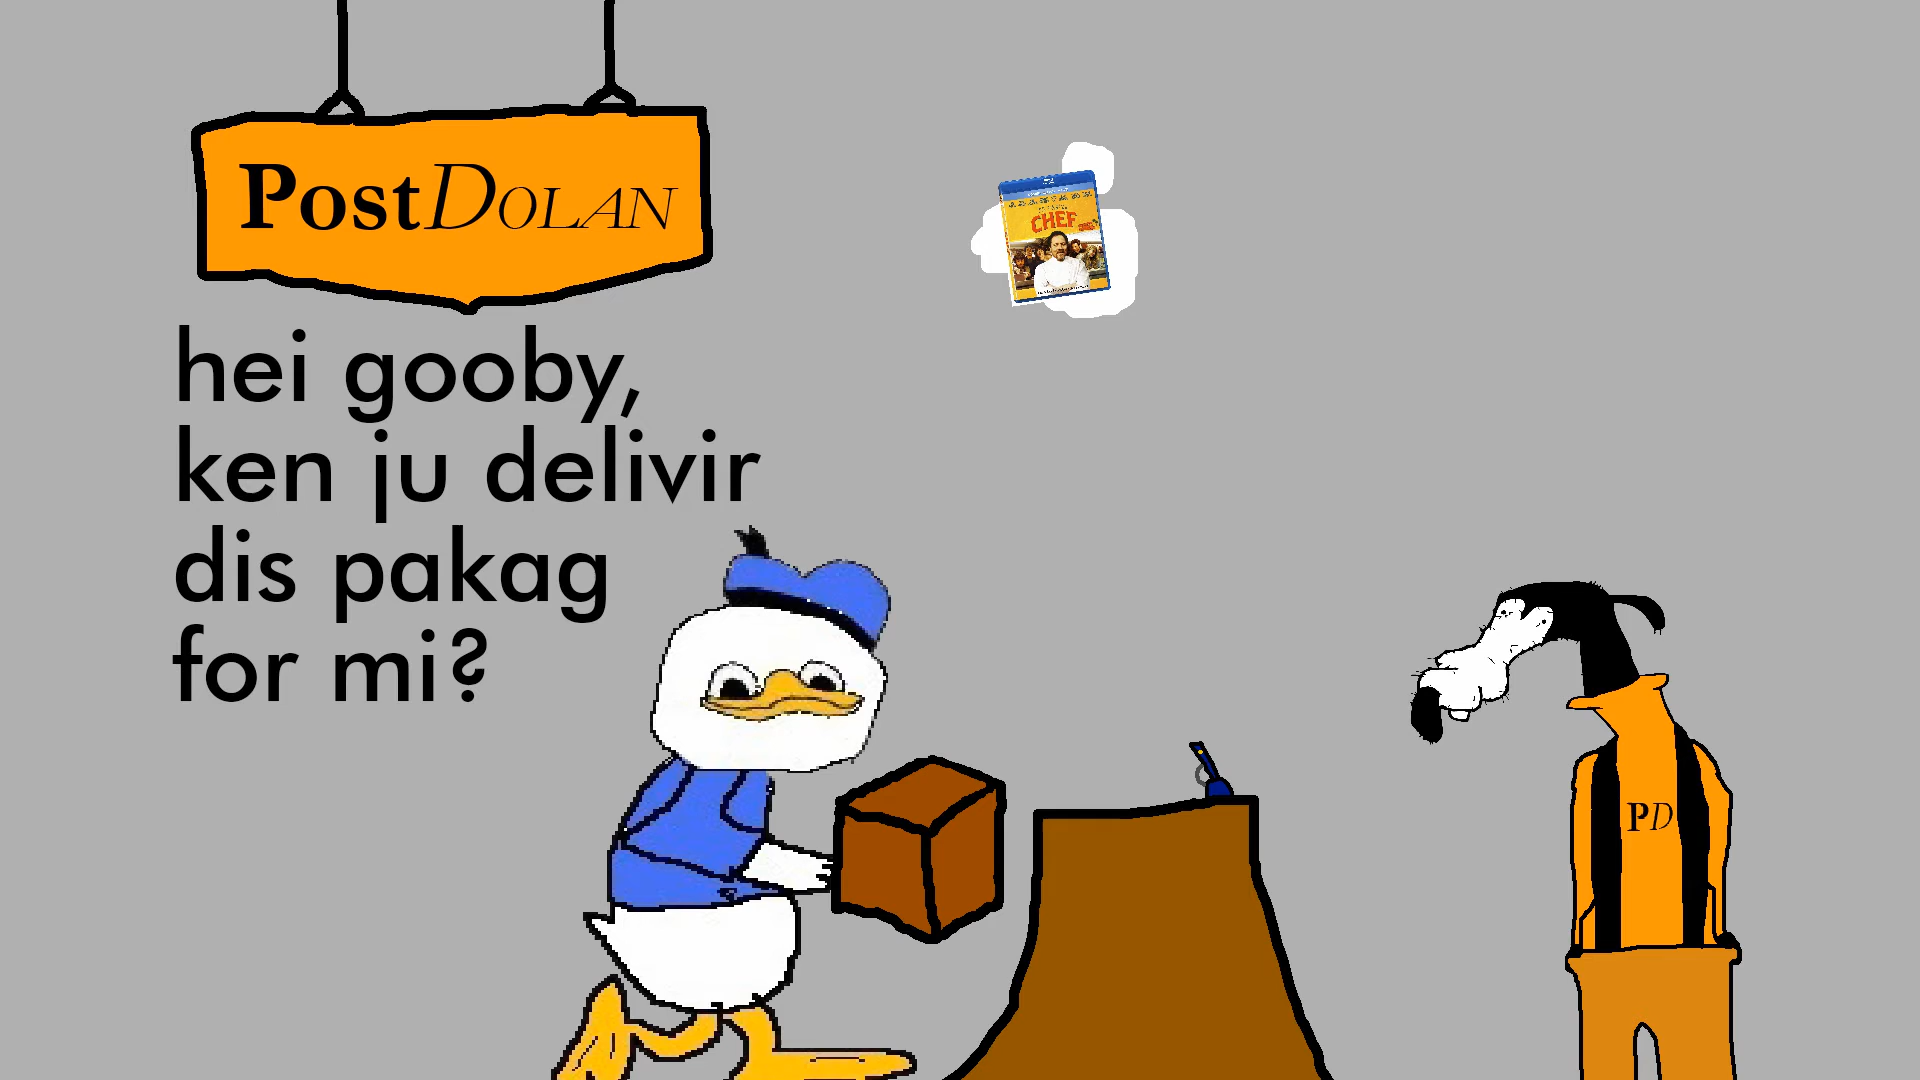 PostDOLAN
hei gooby,
ken ju delivir
dis pakag
for mi?
CHEF
PD